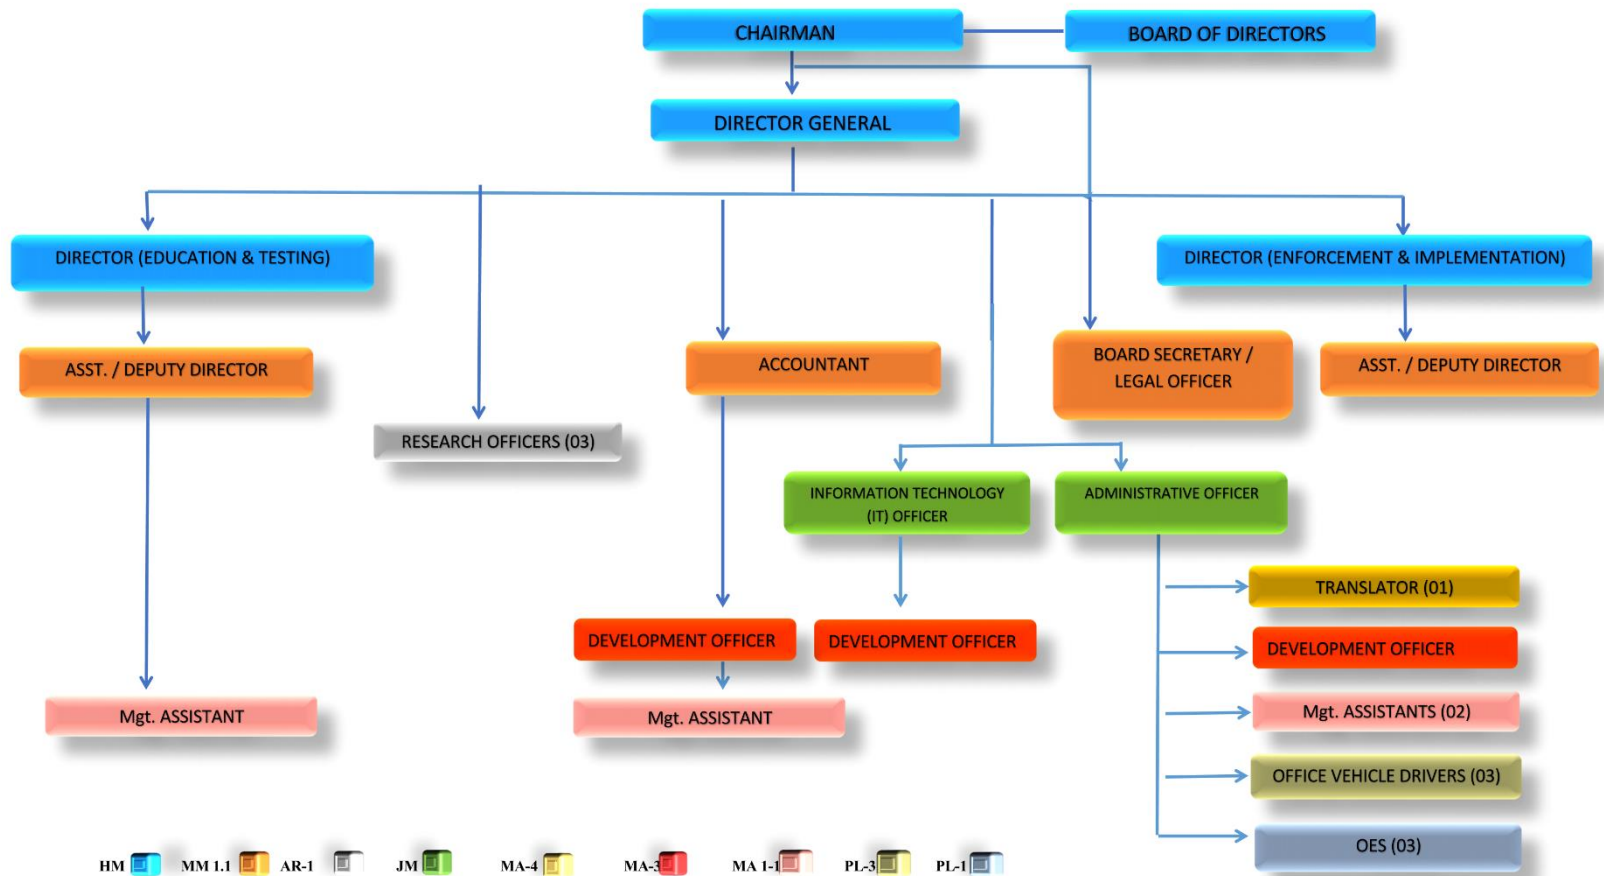 CHAIRMAN
BOARD OF DIRECTORS
DIRECTOR GENERAL
DIRECTOR (EDUCATION & TESTING)
DIRECTOR (ENFORCEMENT & IMPLEMENTATION)
ASST. / DEPUTY DIRECTOR
ACCOUNTANT
BOARD SECRETARY /
LEGAL OFFICER
ASST. / DEPUTY DIRECTOR
RESEARCH OFFICERS (03)
INFORMATION TECHNOLOGY
(IT) OFFICER
ADMINISTRATIVE OFFICER
TRANSLATOR (01)
DEVELOPMENT OFFICER
DEVELOPMENT OFFICER
DEVELOPMENT OFFICER
Mgt. ASSISTANT
Mgt. ASSISTANT
Mgt. ASSISTANTS (02)
OFFICE VEHICLE DRIVERS (03)
OES (03)
HM MM 1.1 AR-1 JM MA-4 MA-3 MA 1-1 PL-3 PL-1